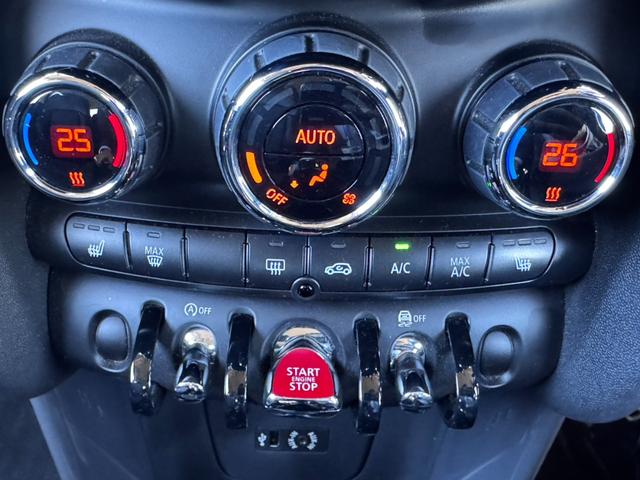 25
AUTO
OFF
26
MAX
A/C
MAX
A/C
OFF
OFF
START
ENGINE
STOP